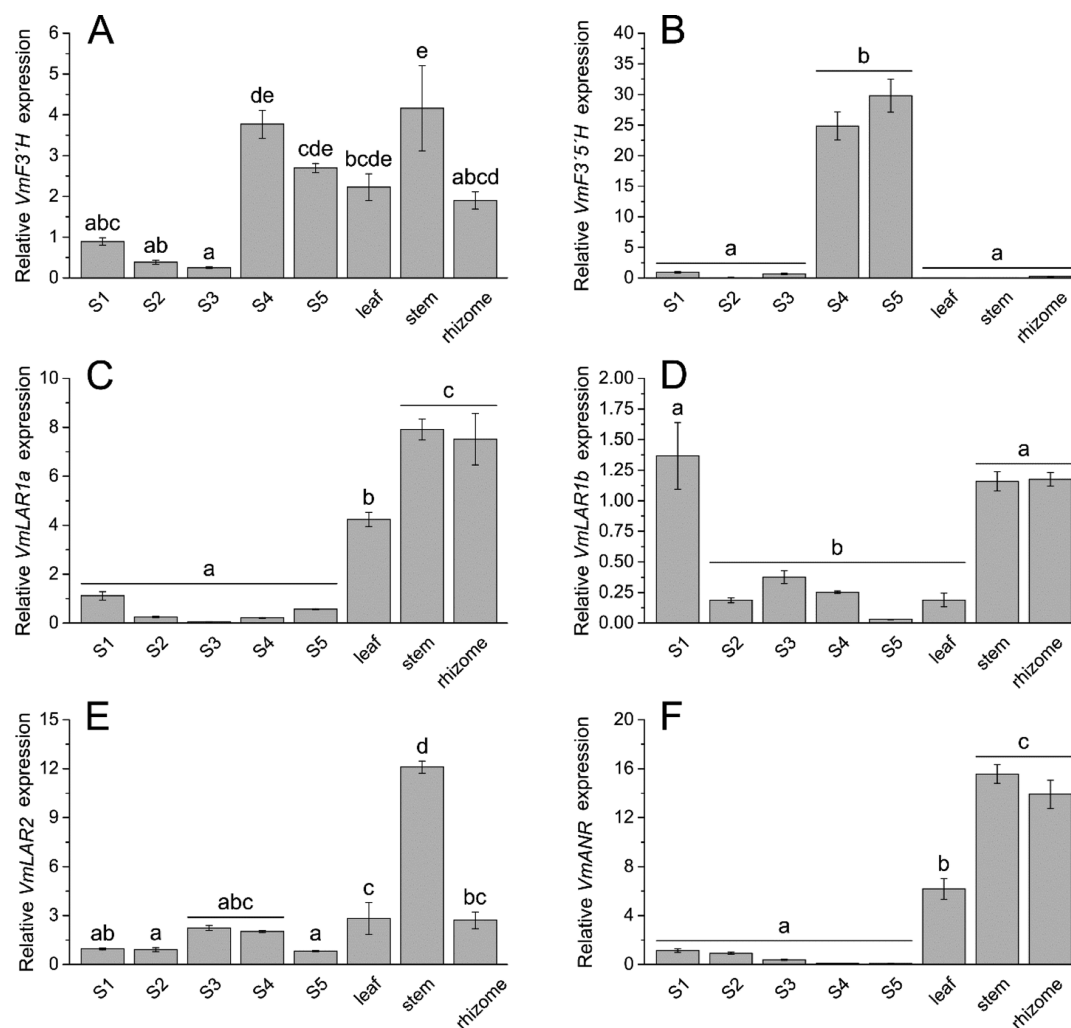 A
Relative VmF3´H expression
6
5
4
3
2
1
0
abc
ab
a
de
cde
bcde
e
abcd
S1
S2
S3
S4
S5
leaf
stem
rhizome
B
Relative VmF3´5´H expression
40
35
30
25
20
15
10
5
0
a
b
a
S1
S2
S3
S4
S5
leaf
stem
rhizome
C
Relative VmLAR1a expression
10
8
6
4
2
0
a
b
c
S1
S2
S3
S4
S5
leaf
stem
rhizome
D
Relative VmLAR1b expression
2.00
1.75
1.50
1.25
1.00
0.75
0.50
0.25
0.00
a
b
a
S1
S2
S3
S4
S5
leaf
stem
rhizome
E
Relative VmLAR2 expression
15
12
9
6
3
0
ab
a
abc
a
c
d
bc
S1
S2
S3
S4
S5
leaf
stem
rhizome
F
Relative VmANR expression
20
16
12
8
4
0
a
b
c
S1
S2
S3
S4
S5
leaf
stem
rhizome